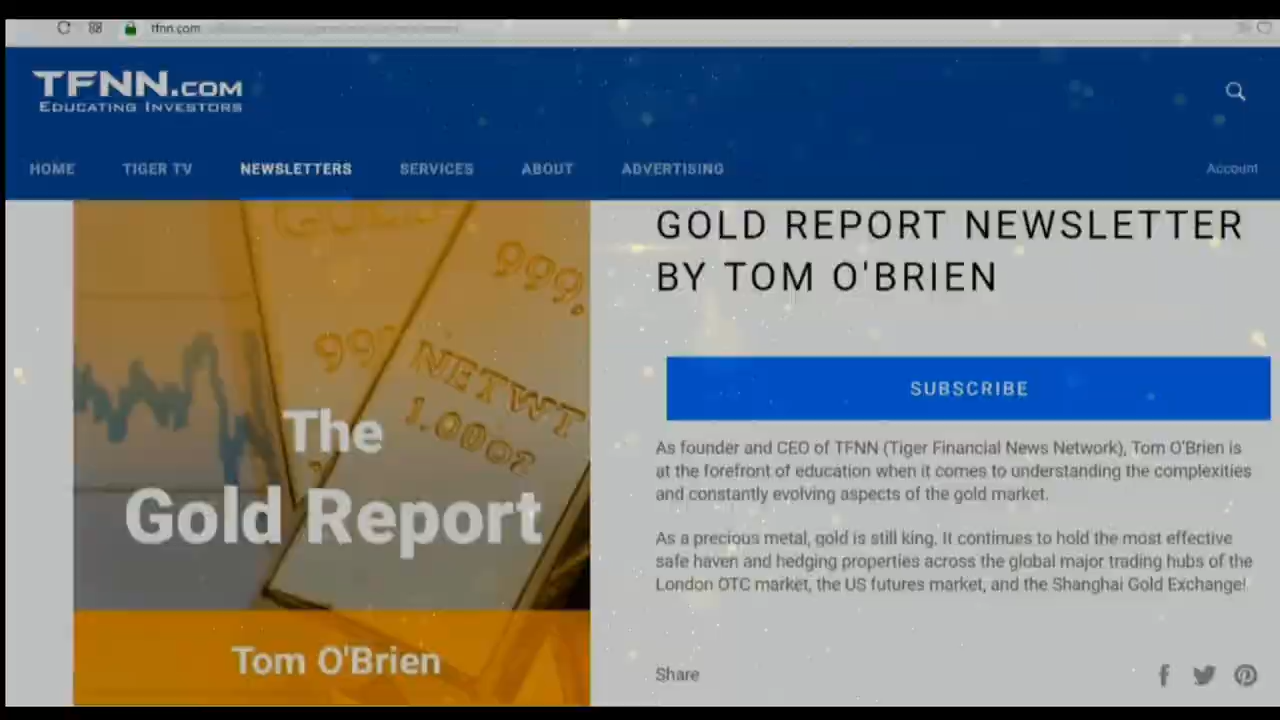 tfnn.com
TFNN.COM
EDUCATING INVESTORS
HOME TIGER TV NEWSLETTERS SERVICES ABOUT ADVERTISING Account
GOLD REPORT NEWSLETTER
BY TOM O'BRIEN
SUBSCRIBE
As founder and CEO of TFNN (Tiger Financial News Network), Tom O'Brien is
at the forefront of education when it comes to understanding the complexities
and constantly evolving aspects of the gold market.
As a precious metal, gold is still king. It continues to hold the most effective
safe haven and hedging properties across the global major trading hubs of the
London OTC market, the US futures market, and the Shanghai Gold Exchange!
Share
GOLD
999,
NETWT
1.00OZ
The
Gold Report
Tom O'Brien